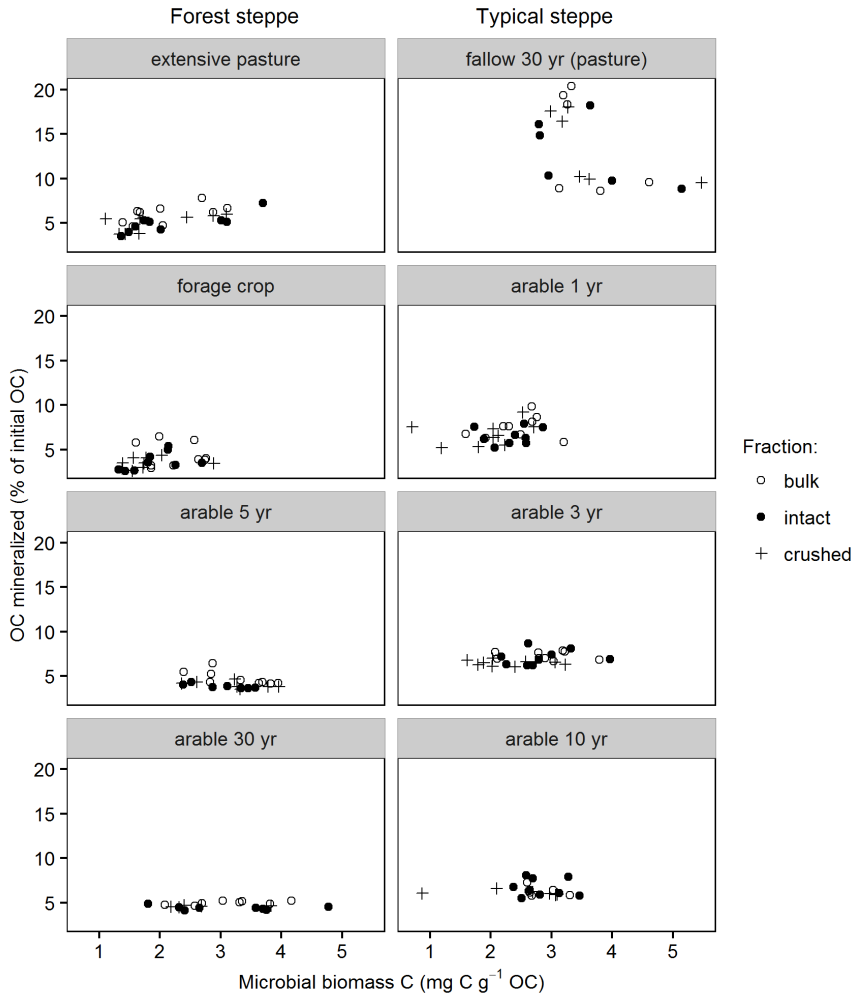 Forest steppe
Typical steppe
extensive pasture
fallow 30 yr (pasture)
20
15
10
5
forage crop
arable 1 yr
20
15
10
5
arable 5 yr
arable 3 yr
20
15
10
5
arable 30 yr
arable 10 yr
20
15
10
5
1 2 3 4 5
1 2 3 4 5
Microbial biomass C (mg C g⁻¹ OC)
OC mineralized (% of initial OC)
Fraction:
bulk
intact
crushed